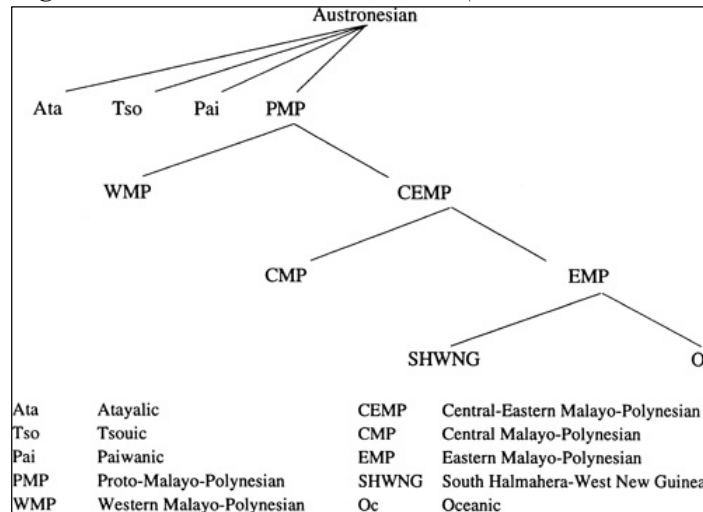 Austronesian
Ata Tso Pai PMP
WMP CEMP
CMP EMP
SHWNG O
Ata Atayalic CEMP Central-Eastern Malayo-Polynesian
Tso Tsouic CMP Central Malayo-Polynesian
Pai Paiwanic EMP Eastern Malayo-Polynesian
PMP Proto-Malayo-Polynesian SHWNG South Halmahera-West New Guinea
WMP Western Malayo-Polynesian Oc Oceanic